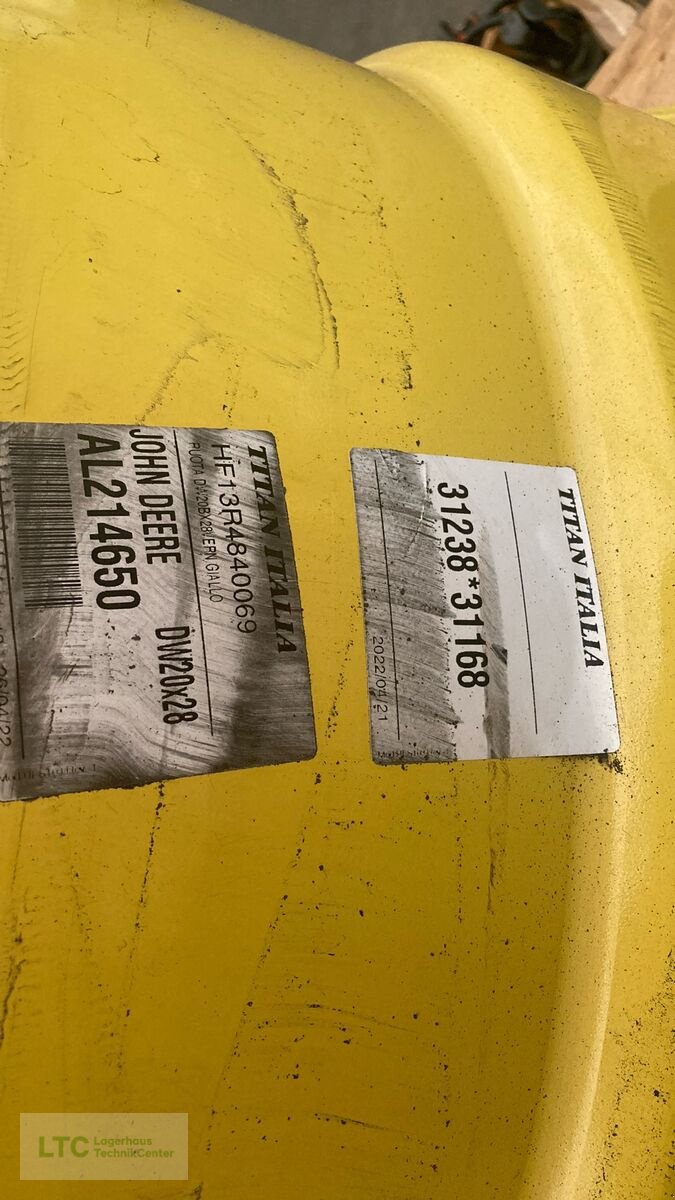 TITAN ITALIA
HF13R4840069
JOHN DEERE DW20x28
AL214650
TITAN ITALIA
31238*31168
2022/04/21
LTC Lagerhaus
TechnikCenter